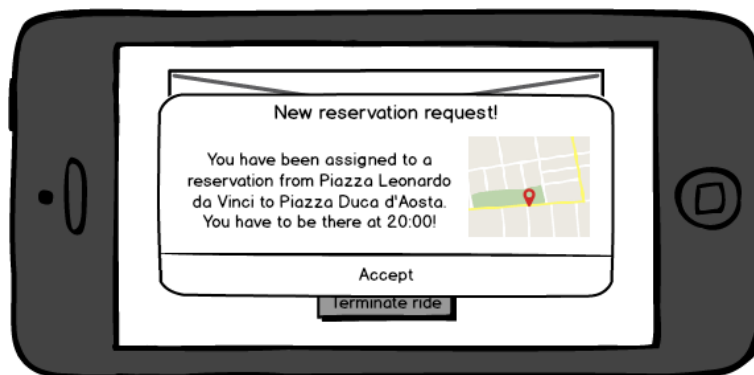 New reservation request!
You have been assigned to a
reservation from Piazza Leonardo
da Vinci to Piazza Duca d'Aosta.
You have to be there at 20:00!
Accept
Terminate ride